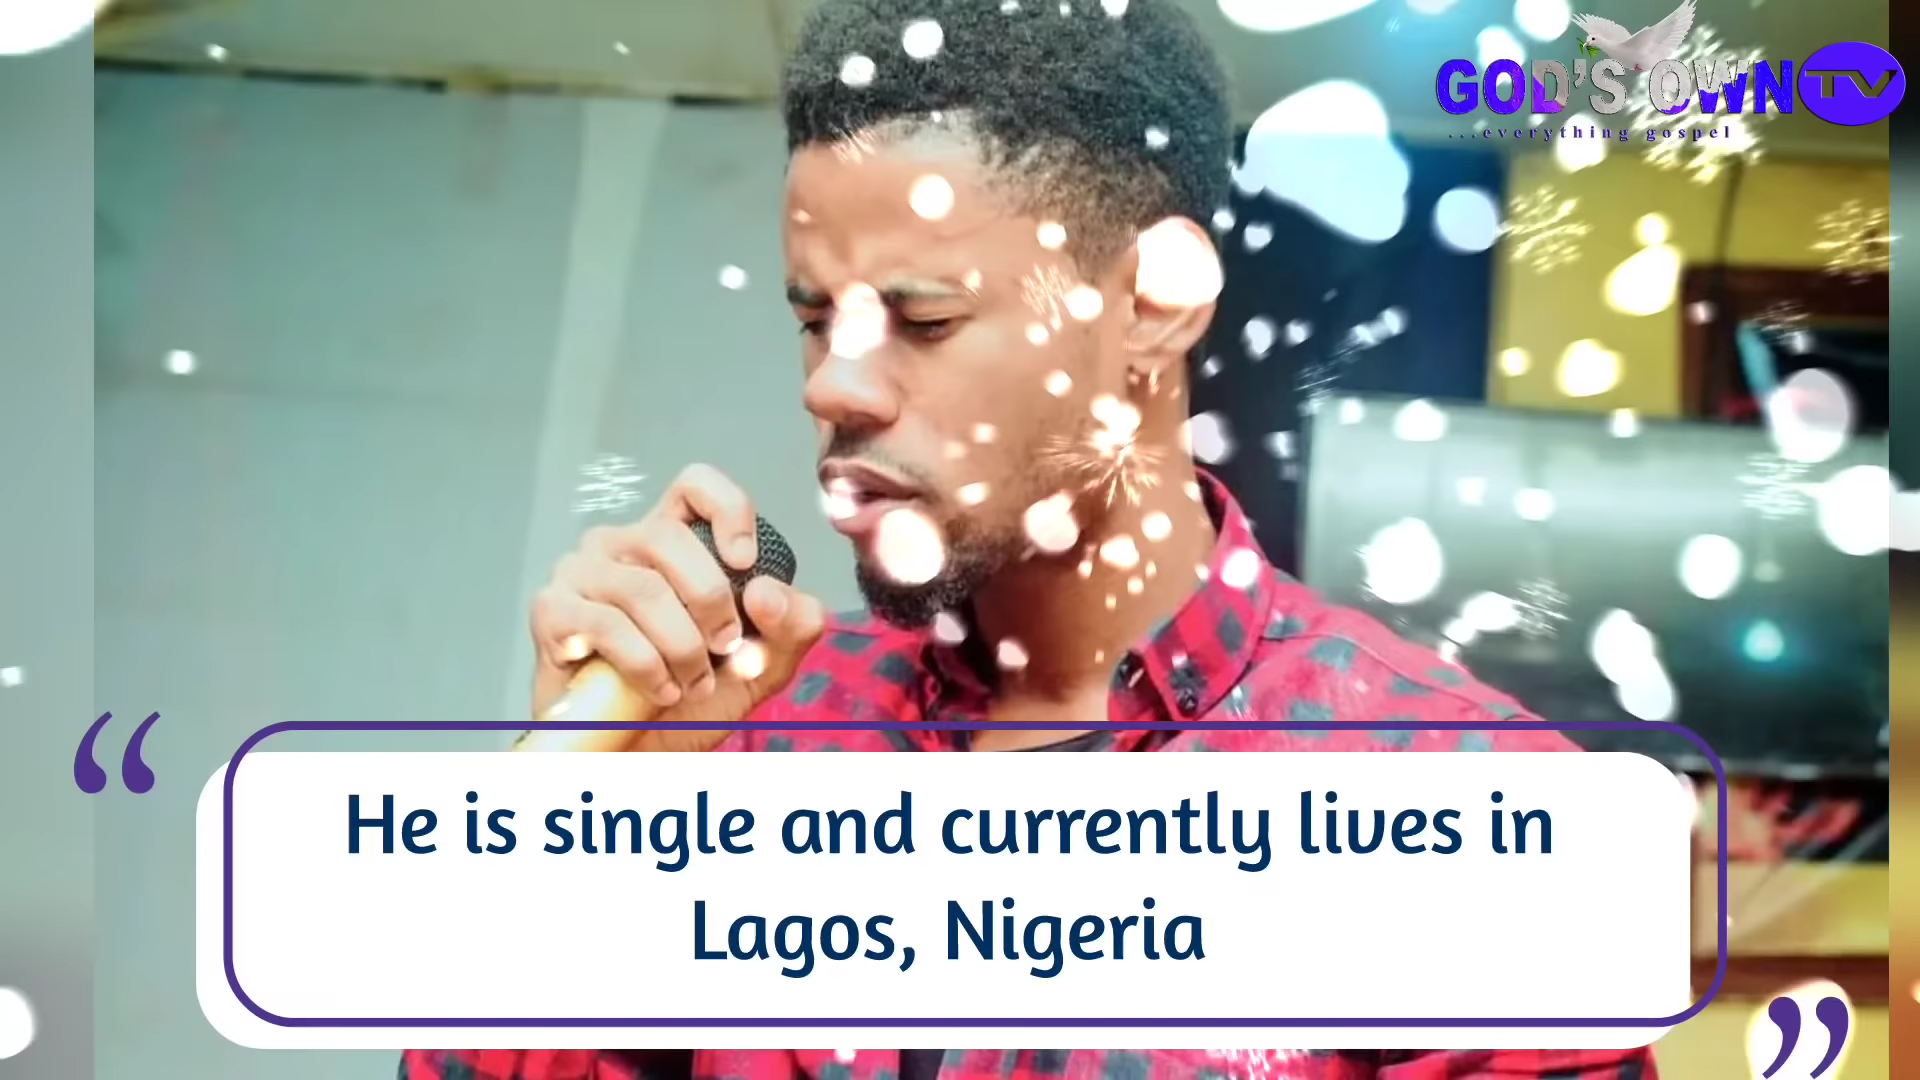 GOD'S OWN TV
...everything gospel
“
He is single and currently lives in
Lagos, Nigeria
”